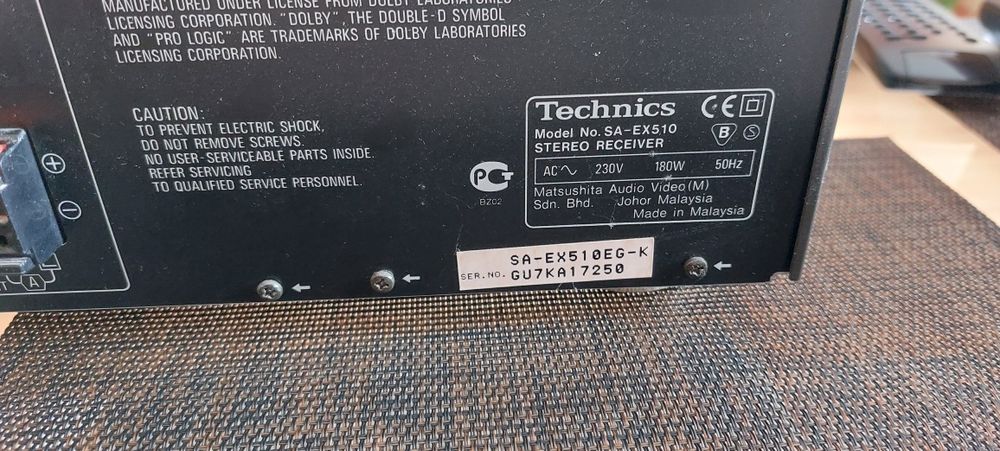 MANUFACTURED UNDER LICENSE FROM DOLBY LABORATORIES
LICENSING CORPORATION. "DOLBY", THE DOUBLE-D SYMBOL
AND "PRO LOGIC" ARE TRADEMARKS OF DOLBY LABORATORIES
LICENSING CORPORATION.
CAUTION:
TO PREVENT ELECTRIC SHOCK,
DO NOT REMOVE SCREWS.
NO USER-SERVICEABLE PARTS INSIDE.
REFER SERVICING
TO QUALIFIED SERVICE PERSONNEL.
+
−
A
PCT
BZ02
Technics CE
Model No. SA-EX510 B S
STEREO RECEIVER
AC ∿ 230V 180W 50Hz
Matsushita Audio Video(M)
Sdn. Bhd. Johor Malaysia
Made in Malaysia
SA-EX510EG-K
SER.NO. GU7KA17250